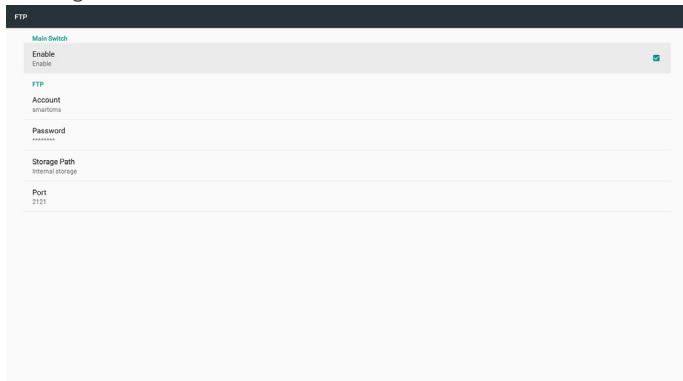 FTP
Main Switch
Enable
Enable
FTP
Account
smartcms
Password
********
Storage Path
Internal storage
Port
2121